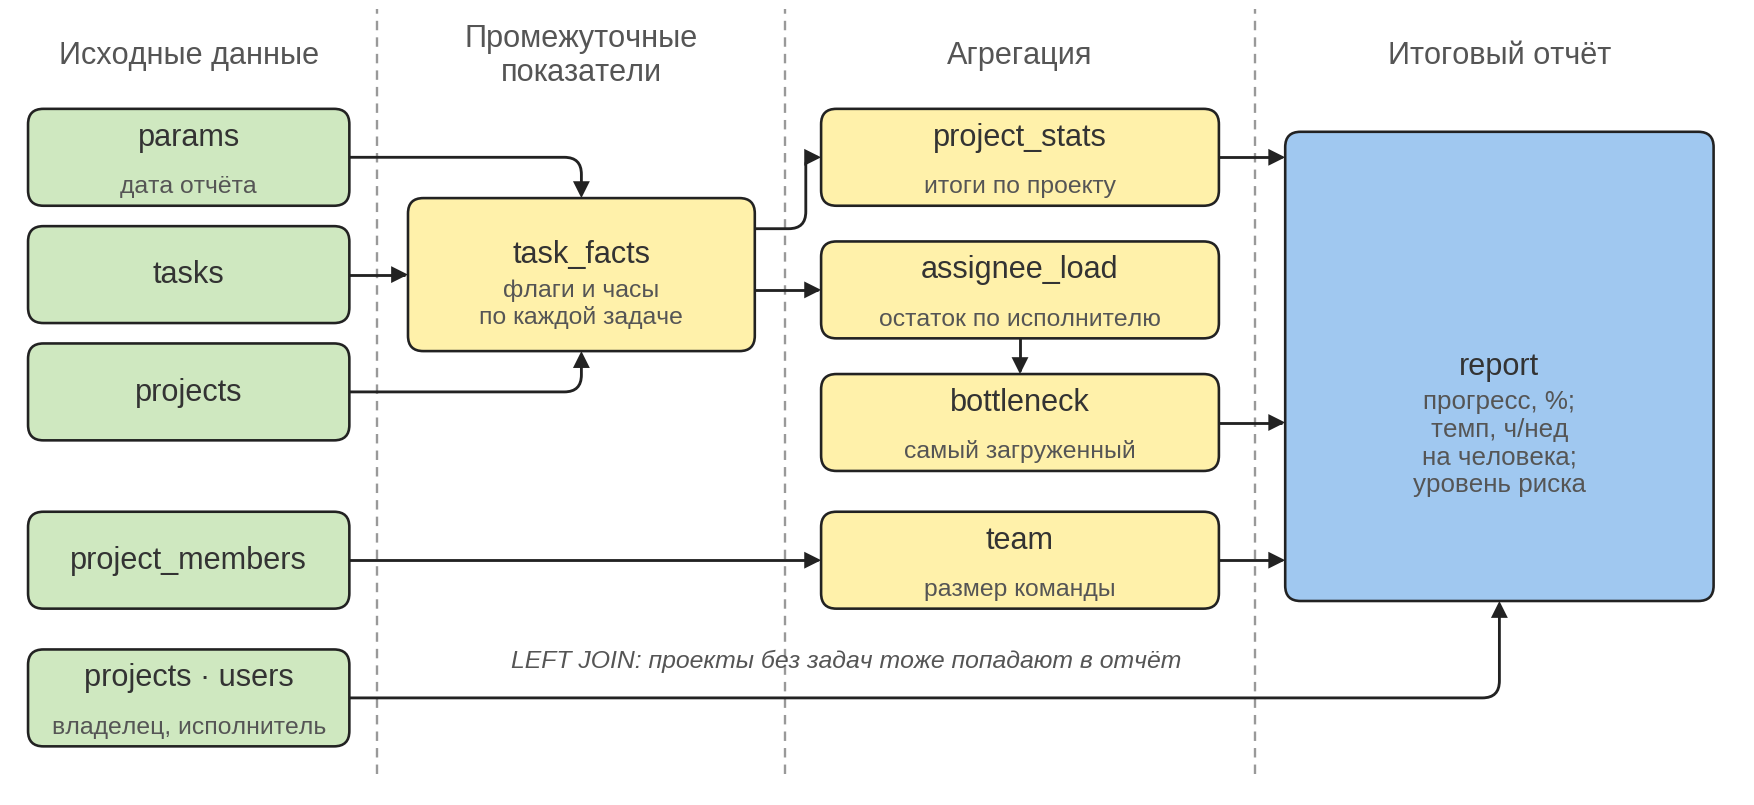 Исходные данные
Промежуточные
показатели
Агрегация
Итоговый отчёт
params
дата отчёта
tasks
projects
project_members
projects · users
владелец, исполнитель
task_facts
флаги и часы
по каждой задаче
project_stats
итоги по проекту
assignee_load
остаток по исполнителю
bottleneck
самый загруженный
team
размер команды
LEFT JOIN: проекты без задач тоже попадают в отчёт
report
прогресс, %;
темп, ч/нед
на человека;
уровень риска